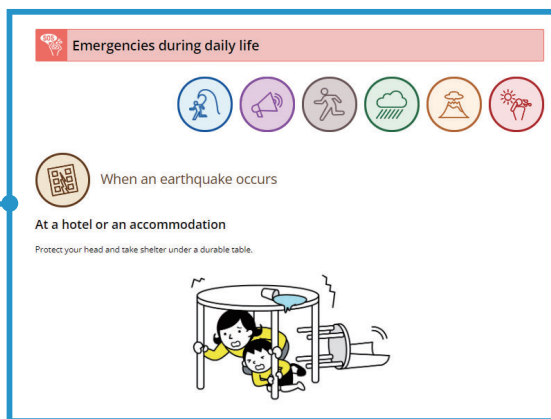 SOS
Emergencies during daily life
When an earthquake occurs
At a hotel or an accommodation
Protect your head and take shelter under a durable table.